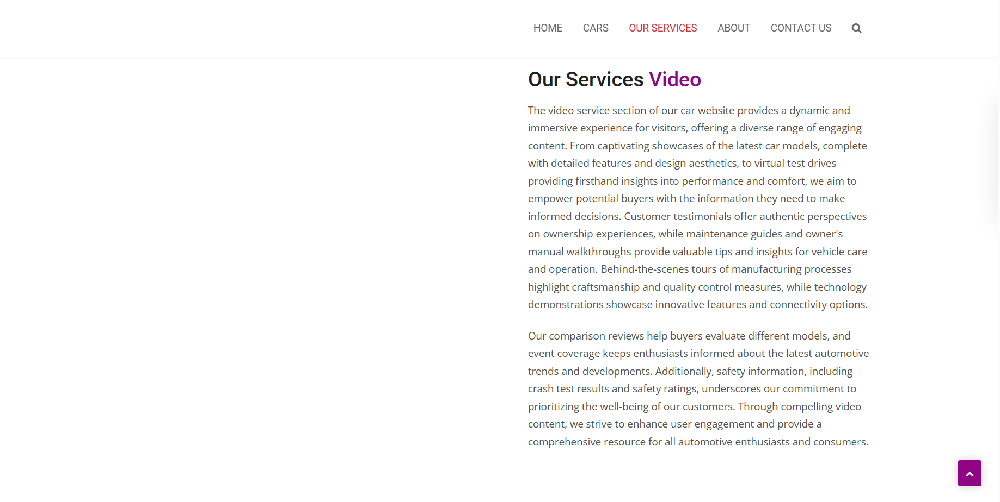 HOME CARS OUR SERVICES ABOUT CONTACT US
Our Services Video
The video service section of our car website provides a dynamic and
immersive experience for visitors, offering a diverse range of engaging
content. From captivating showcases of the latest car models, complete
with detailed features and design aesthetics, to virtual test drives
providing firsthand insights into performance and comfort, we aim to
empower potential buyers with the information they need to make
informed decisions. Customer testimonials offer authentic perspectives
on ownership experiences, while maintenance guides and owner's
manual walkthroughs provide valuable tips and insights for vehicle care
and operation. Behind-the-scenes tours of manufacturing processes
highlight craftsmanship and quality control measures, while technology
demonstrations showcase innovative features and connectivity options.
Our comparison reviews help buyers evaluate different models, and
event coverage keeps enthusiasts informed about the latest automotive
trends and developments. Additionally, safety information, including
crash test results and safety ratings, underscores our commitment to
prioritizing the well-being of our customers. Through compelling video
content, we strive to enhance user engagement and provide a
comprehensive resource for all automotive enthusiasts and consumers.